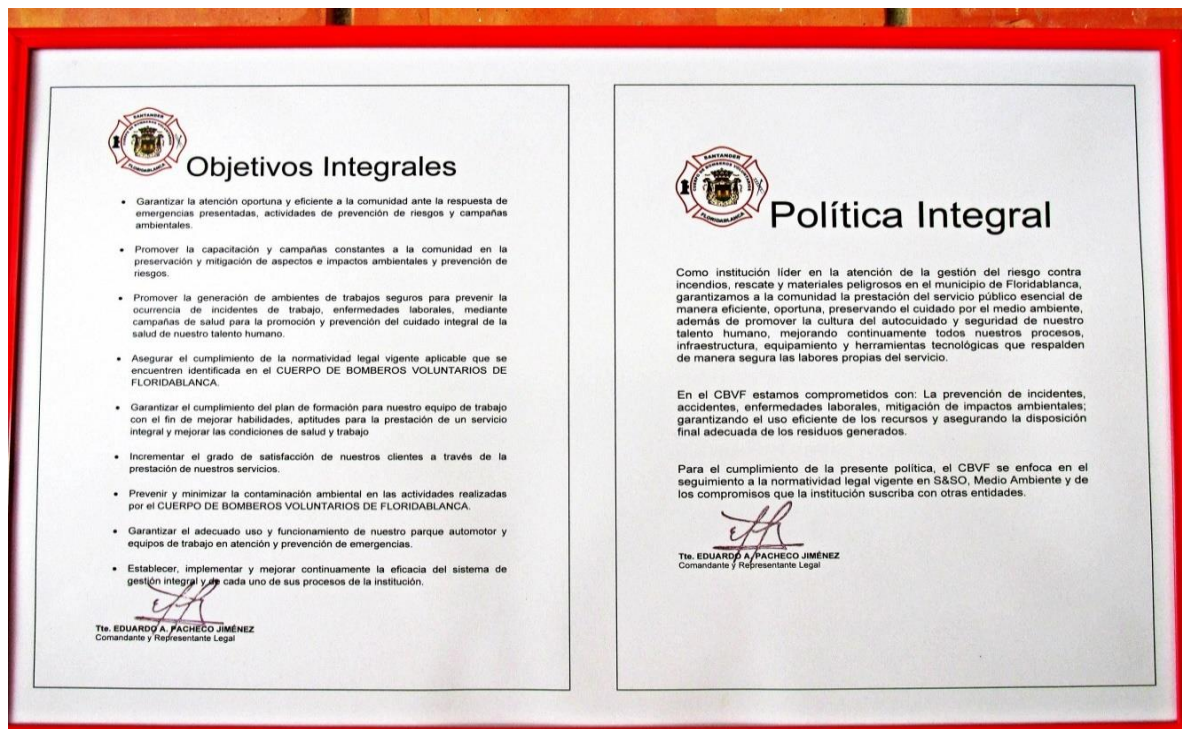 SANTANDER
CUERPO DE BOMBEROS VOLUNTARIOS
FLORIDABLANCA
Objetivos Integrales
• Garantizar la atención oportuna y eficiente a la comunidad ante la respuesta de
emergencias presentadas, actividades de prevención de riesgos y campañas
ambientales.
• Promover la capacitación y campañas constantes a la comunidad en la
preservación y mitigación de aspectos e impactos ambientales y prevención de
riesgos.
• Promover la generación de ambientes de trabajos seguros para prevenir la
ocurrencia de incidentes de trabajo, enfermedades laborales, mediante
campañas de salud para la promoción y prevención del cuidado integral de la
salud de nuestro talento humano.
• Asegurar el cumplimiento de la normatividad legal vigente aplicable que se
encuentren identificada en el CUERPO DE BOMBEROS VOLUNTARIOS DE
FLORIDABLANCA.
• Garantizar el cumplimiento del plan de formación para nuestro equipo de trabajo
con el fin de mejorar habilidades, aptitudes para la prestación de un servicio
integral y mejorar las condiciones de salud y trabajo
• Incrementar el grado de satisfacción de nuestros clientes a través de la
prestación de nuestros servicios.
• Prevenir y minimizar la contaminación ambiental en las actividades realizadas
por el CUERPO DE BOMBEROS VOLUNTARIOS DE FLORIDABLANCA.
• Garantizar el adecuado uso y funcionamiento de nuestro parque automotor y
equipos de trabajo en atención y prevención de emergencias.
• Establecer, implementar y mejorar continuamente la eficacia del sistema de
gestión integral y de cada uno de sus procesos de la institución.
Tte. EDUARDO A. PACHECO JIMÉNEZ
Comandante y Representante Legal
SANTANDER
CUERPO DE BOMBEROS VOLUNTARIOS
FLORIDABLANCA
Política Integral
Como institución líder en la atención de la gestión del riesgo contra
incendios, rescate y materiales peligrosos en el municipio de Floridablanca,
garantizamos a la comunidad la prestación del servicio público esencial de
manera eficiente, oportuna, preservando el cuidado por el medio ambiente,
además de promover la cultura del autocuidado y seguridad de nuestro
talento humano, mejorando continuamente todos nuestros procesos,
infraestructura, equipamiento y herramientas tecnológicas que respalden
de manera segura las labores propias del servicio.
En el CBVF estamos comprometidos con: La prevención de incidentes,
accidentes, enfermedades laborales, mitigación de impactos ambientales;
garantizando el uso eficiente de los recursos y asegurando la disposición
final adecuada de los residuos generados.
Para el cumplimiento de la presente política, el CBVF se enfoca en el
seguimiento a la normatividad legal vigente en S&SO, Medio Ambiente y de
los compromisos que la institución suscriba con otras entidades.
Tte. EDUARDO A. PACHECO JIMÉNEZ
Comandante y Representante Legal